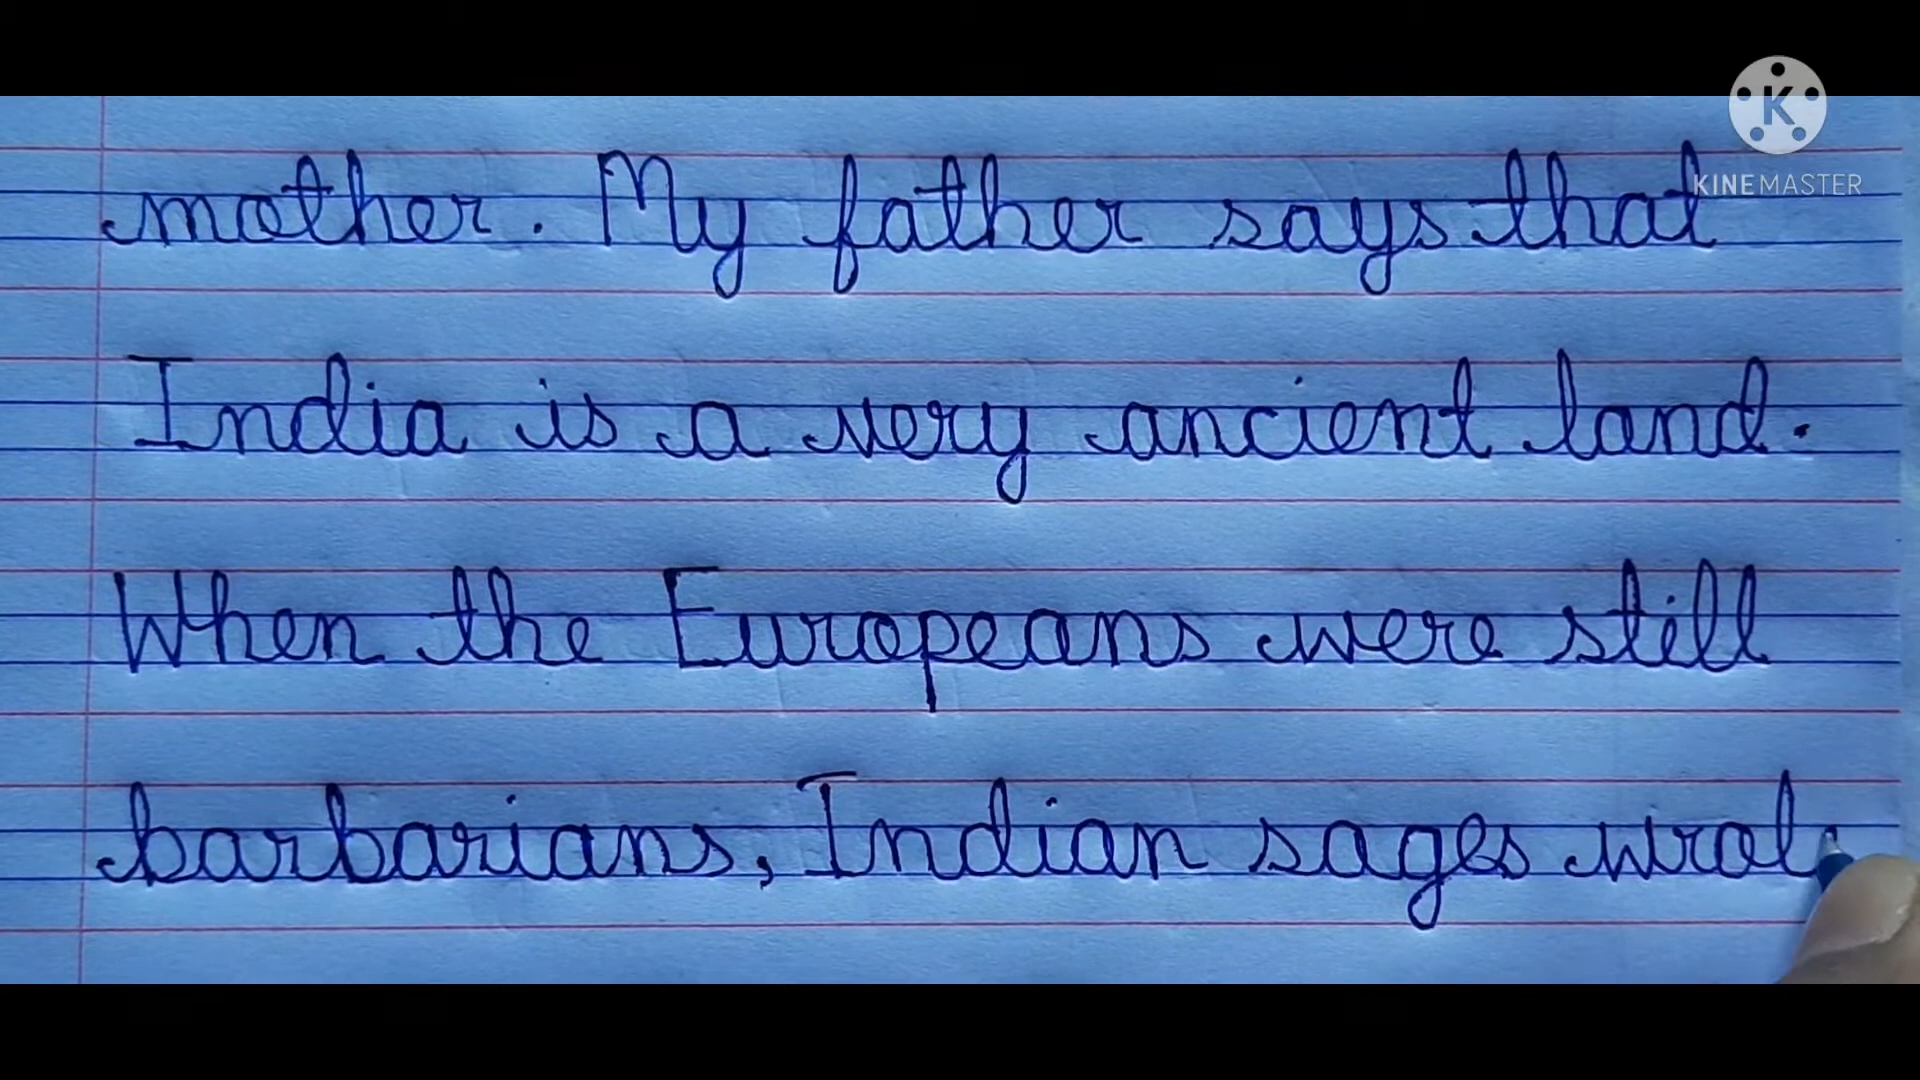 KINEMASTER
mother. My father says that
India is a very ancient land.
When the Europeans were still
barbarians, Indian sages